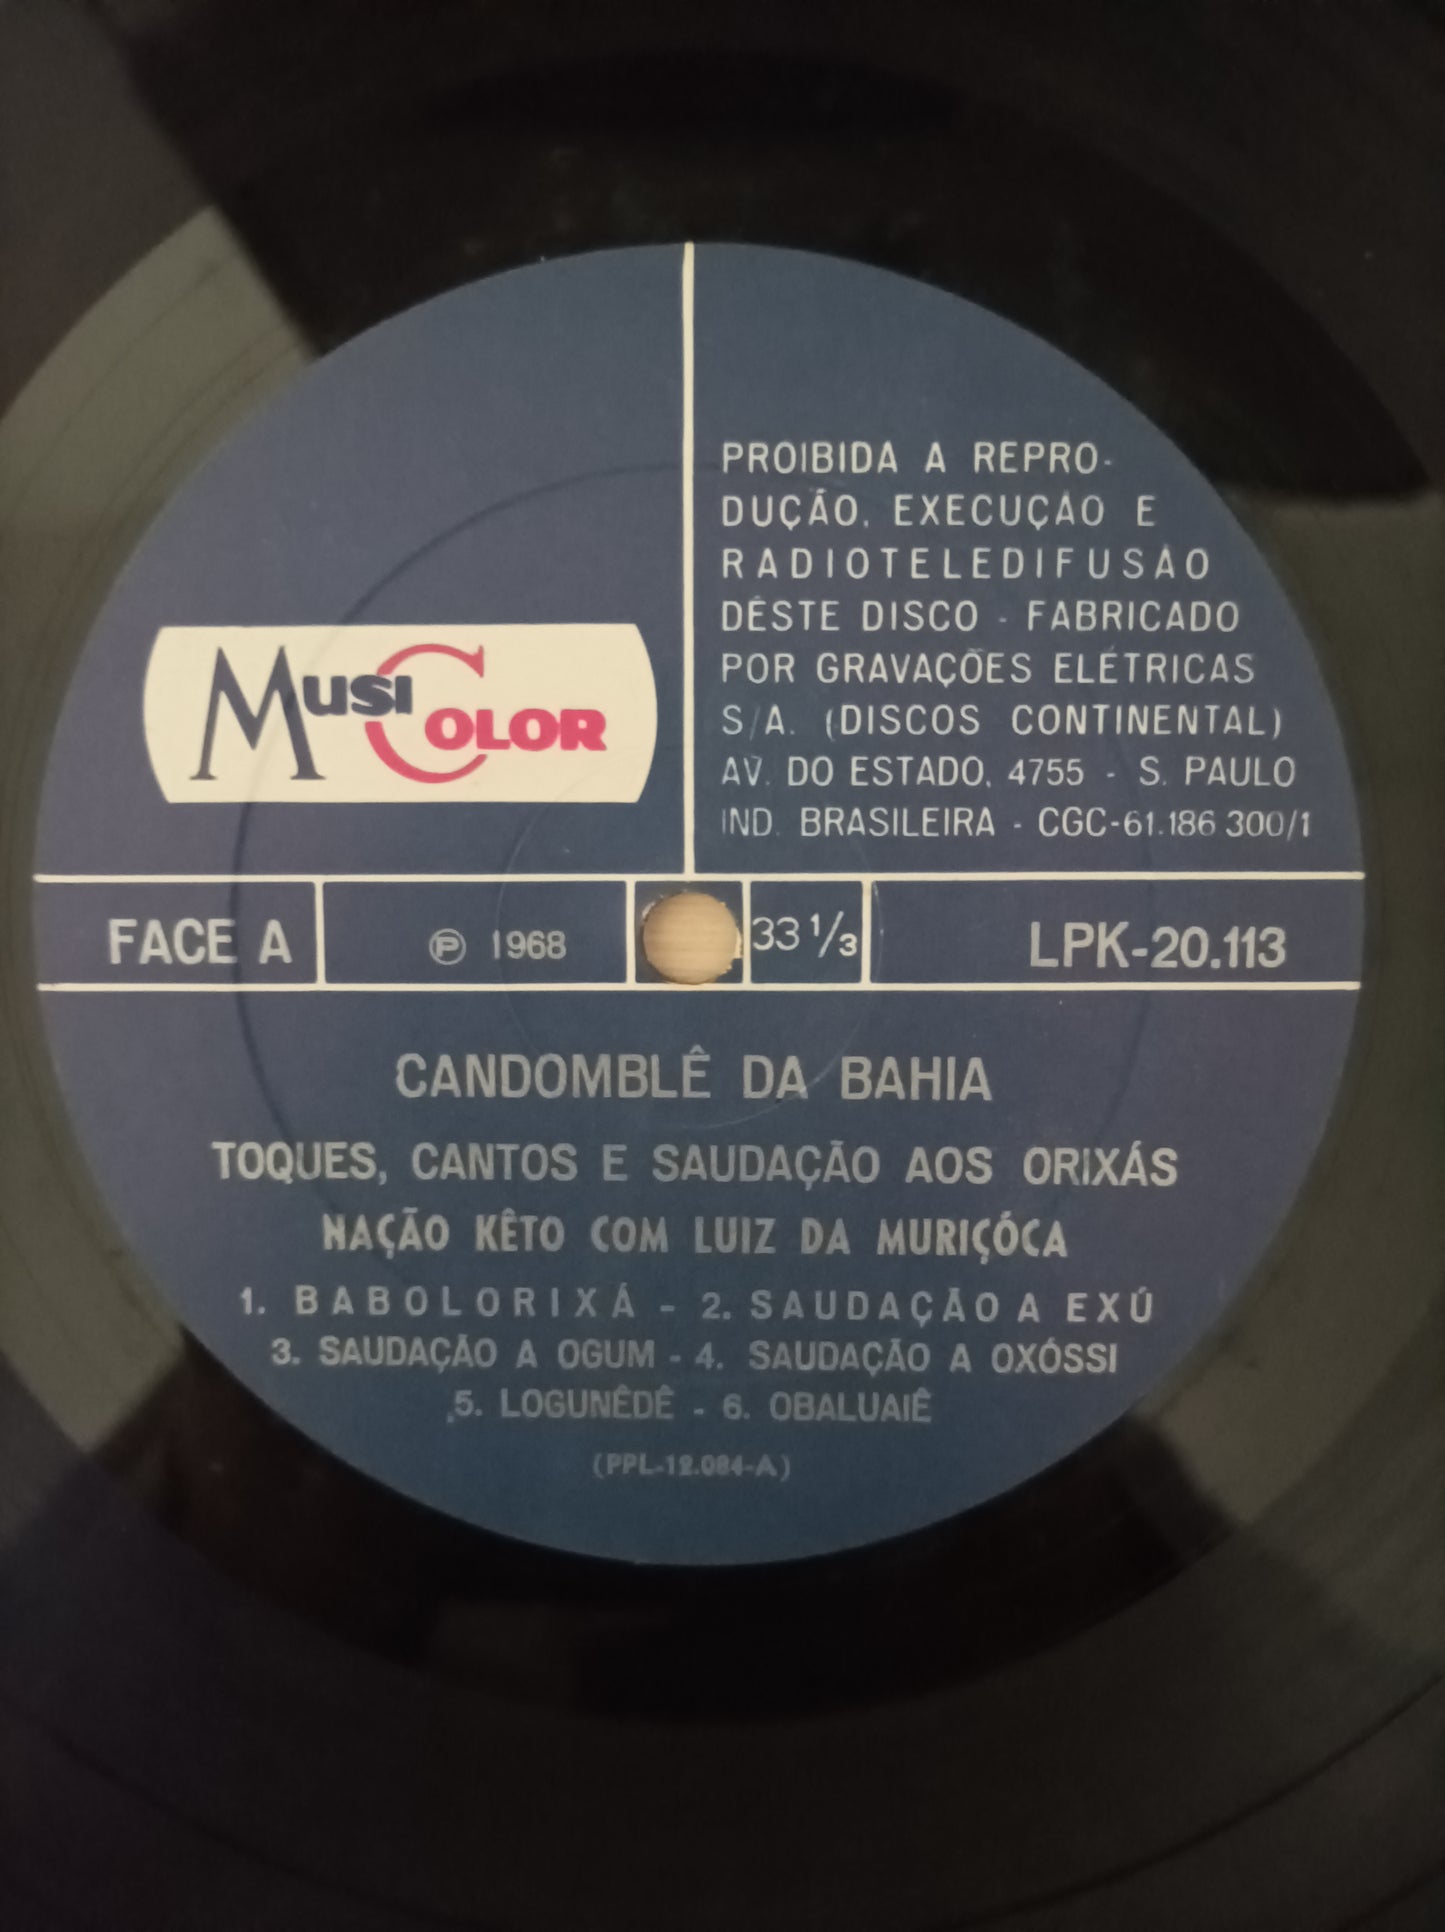 MUSICOLOR
PROIBIDA A REPRO-
DUÇÃO, EXECUÇÃO E
RADIOTELEDIFUSÃO
DÊSTE DISCO - FABRICADO
POR GRAVAÇÕES ELÉTRICAS
S/A. (DISCOS CONTINENTAL)
AV. DO ESTADO, 4755 - S. PAULO
IND. BRASILEIRA - CGC-61.186 300/1
FACE A
℗ 1968
33 1/3
LPK-20.113
CANDOMBLÊ DA BAHIA
TOQUES, CANTOS E SAUDAÇÃO AOS ORIXÁS
NAÇÃO KÊTO COM LUIZ DA MURIÇÓCA
1. BABOLORIXÁ - 2. SAUDAÇÃO A EXÚ
3. SAUDAÇÃO A OGUM - 4. SAUDAÇÃO A OXÓSSI
5. LOGUNÊDÊ - 6. OBALUAIÊ
(PPL-12.084-A)